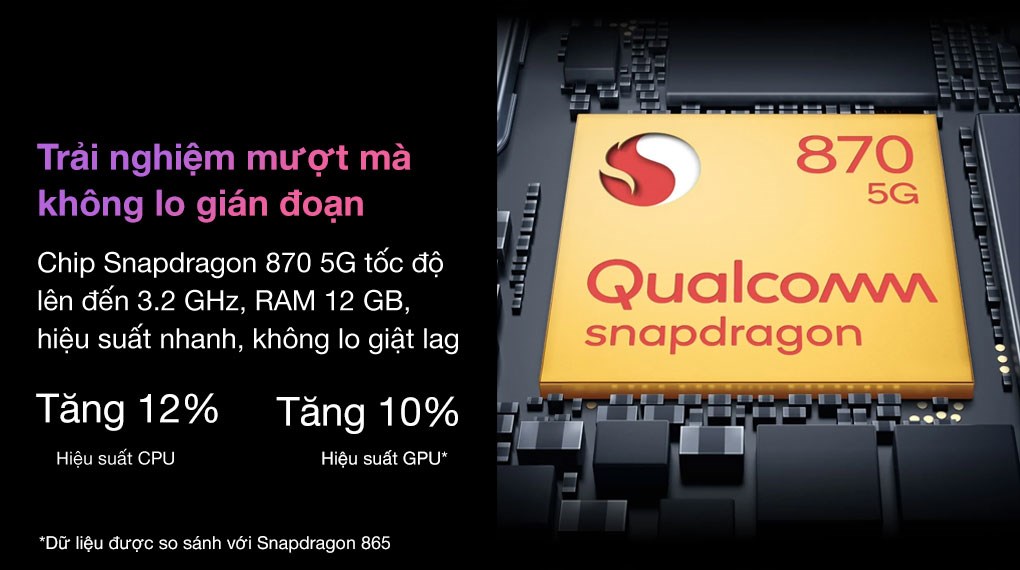 Trải nghiệm mượt mà
không lo gián đoạn
Chip Snapdragon 870 5G tốc độ
lên đến 3.2 GHz, RAM 12 GB,
hiệu suất nhanh, không lo giật lag
Tăng 12%
Hiệu suất CPU
Tăng 10%
Hiệu suất GPU*
*Dữ liệu được so sánh với Snapdragon 865
870
5G
Qualcomm
snapdragon